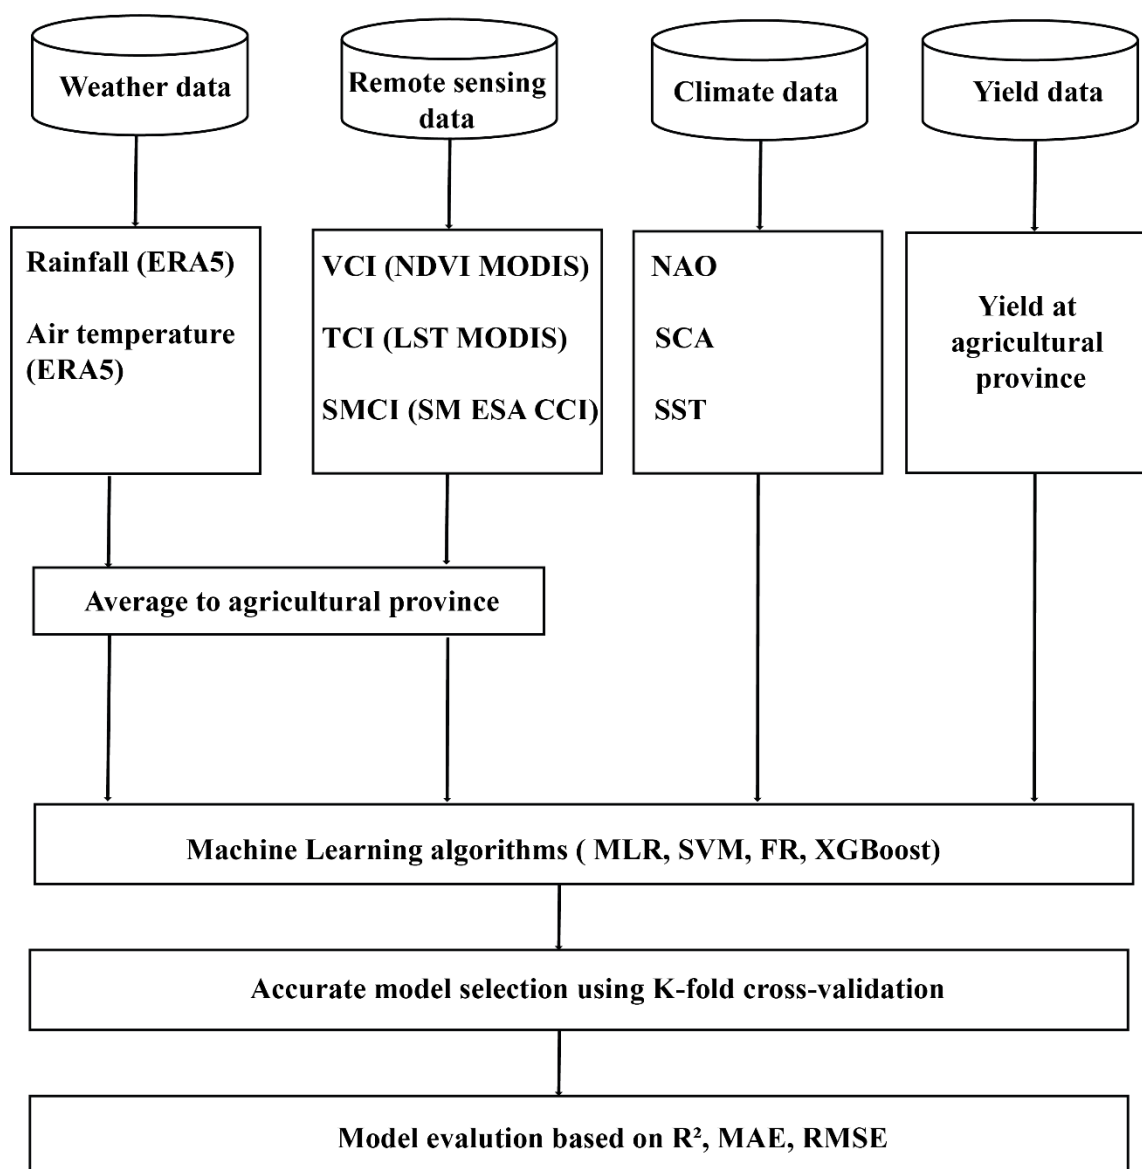 Weather data
Remote sensing
data
Climate data
Yield data
Rainfall (ERA5)
Air temperature
(ERA5)
VCI (NDVI MODIS)
TCI (LST MODIS)
SMCI (SM ESA CCI)
NAO
SCA
SST
Yield at
agricultural
province
Average to agricultural province
Machine Learning algorithms ( MLR, SVM, FR, XGBoost)
Accurate model selection using K-fold cross-validation
Model evalution based on R², MAE, RMSE